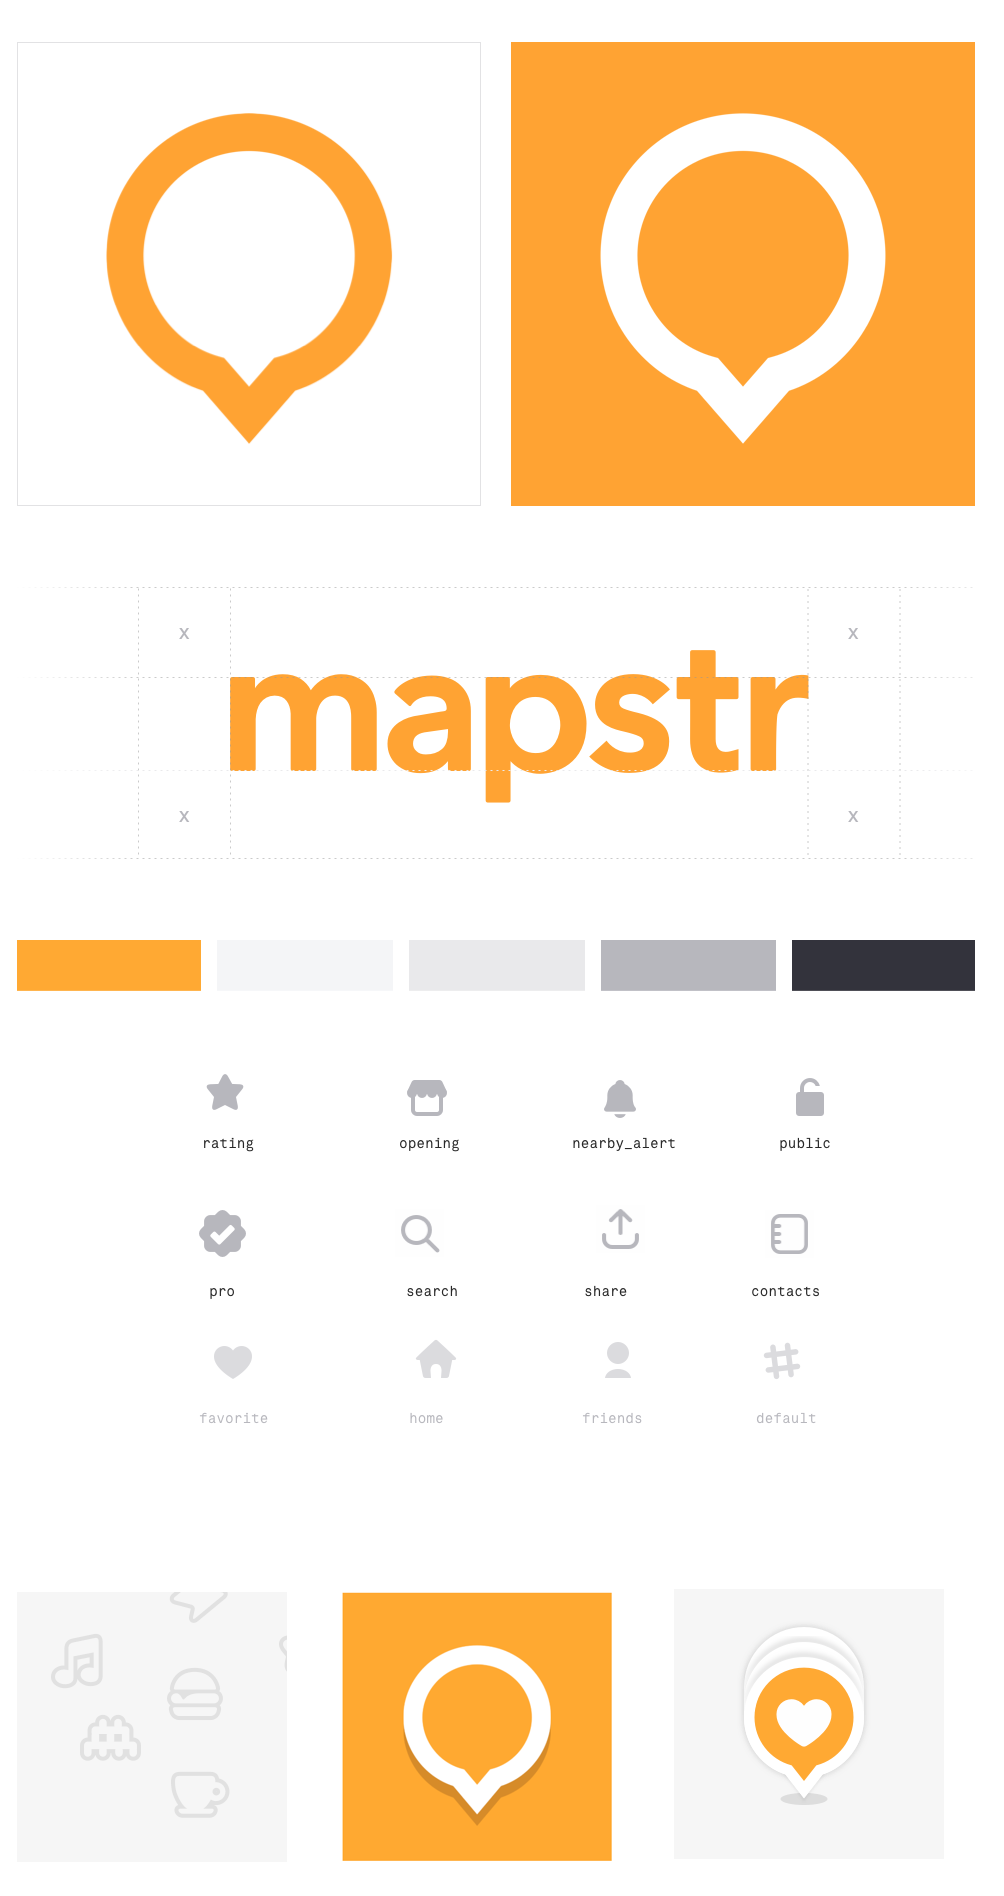 x x
mapstr
x x
rating opening nearby_alert public
pro search share contacts
favorite home friends default